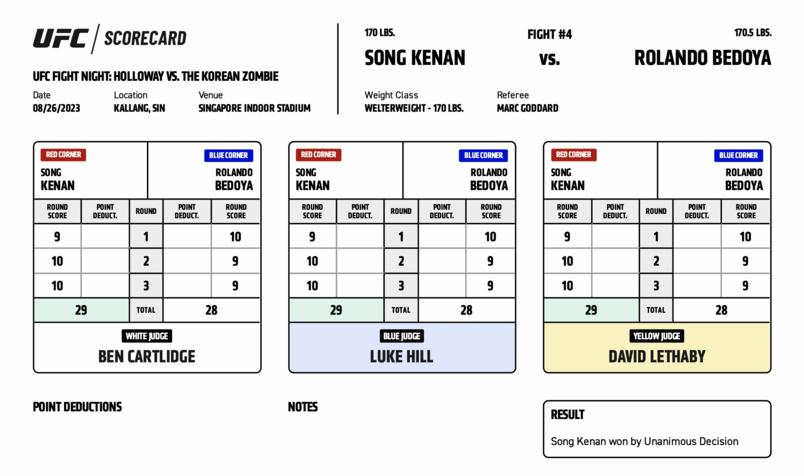 UFC SCORECARD
UFC FIGHT NIGHT: HOLLOWAY VS. THE KOREAN ZOMBIE
Date Location Venue
08/26/2023 KALLANG, SIN SINGAPORE INDOOR STADIUM
170 LBS. FIGHT #4 170.5 LBS.
SONG KENAN VS. ROLANDO BEDOYA
Weight Class Referee
WELTERWEIGHT - 170 LBS. MARC GODDARD
RED CORNER BLUE CORNER
SONG ROLANDO
KENAN BEDOYA
ROUND SCORE POINT DEDUCT. ROUND POINT DEDUCT. ROUND SCORE
9 1 10
10 2 9
10 3 9
29 TOTAL 28
WHITE JUDGE
BEN CARTLIDGE
RED CORNER BLUE CORNER
SONG ROLANDO
KENAN BEDOYA
ROUND SCORE POINT DEDUCT. ROUND POINT DEDUCT. ROUND SCORE
9 1 10
10 2 9
10 3 9
29 TOTAL 28
BLUE JUDGE
LUKE HILL
RED CORNER BLUE CORNER
SONG ROLANDO
KENAN BEDOYA
ROUND SCORE POINT DEDUCT. ROUND POINT DEDUCT. ROUND SCORE
9 1 10
10 2 9
10 3 9
29 TOTAL 28
YELLOW JUDGE
DAVID LETHABY
POINT DEDUCTIONS
NOTES
RESULT
Song Kenan won by Unanimous Decision